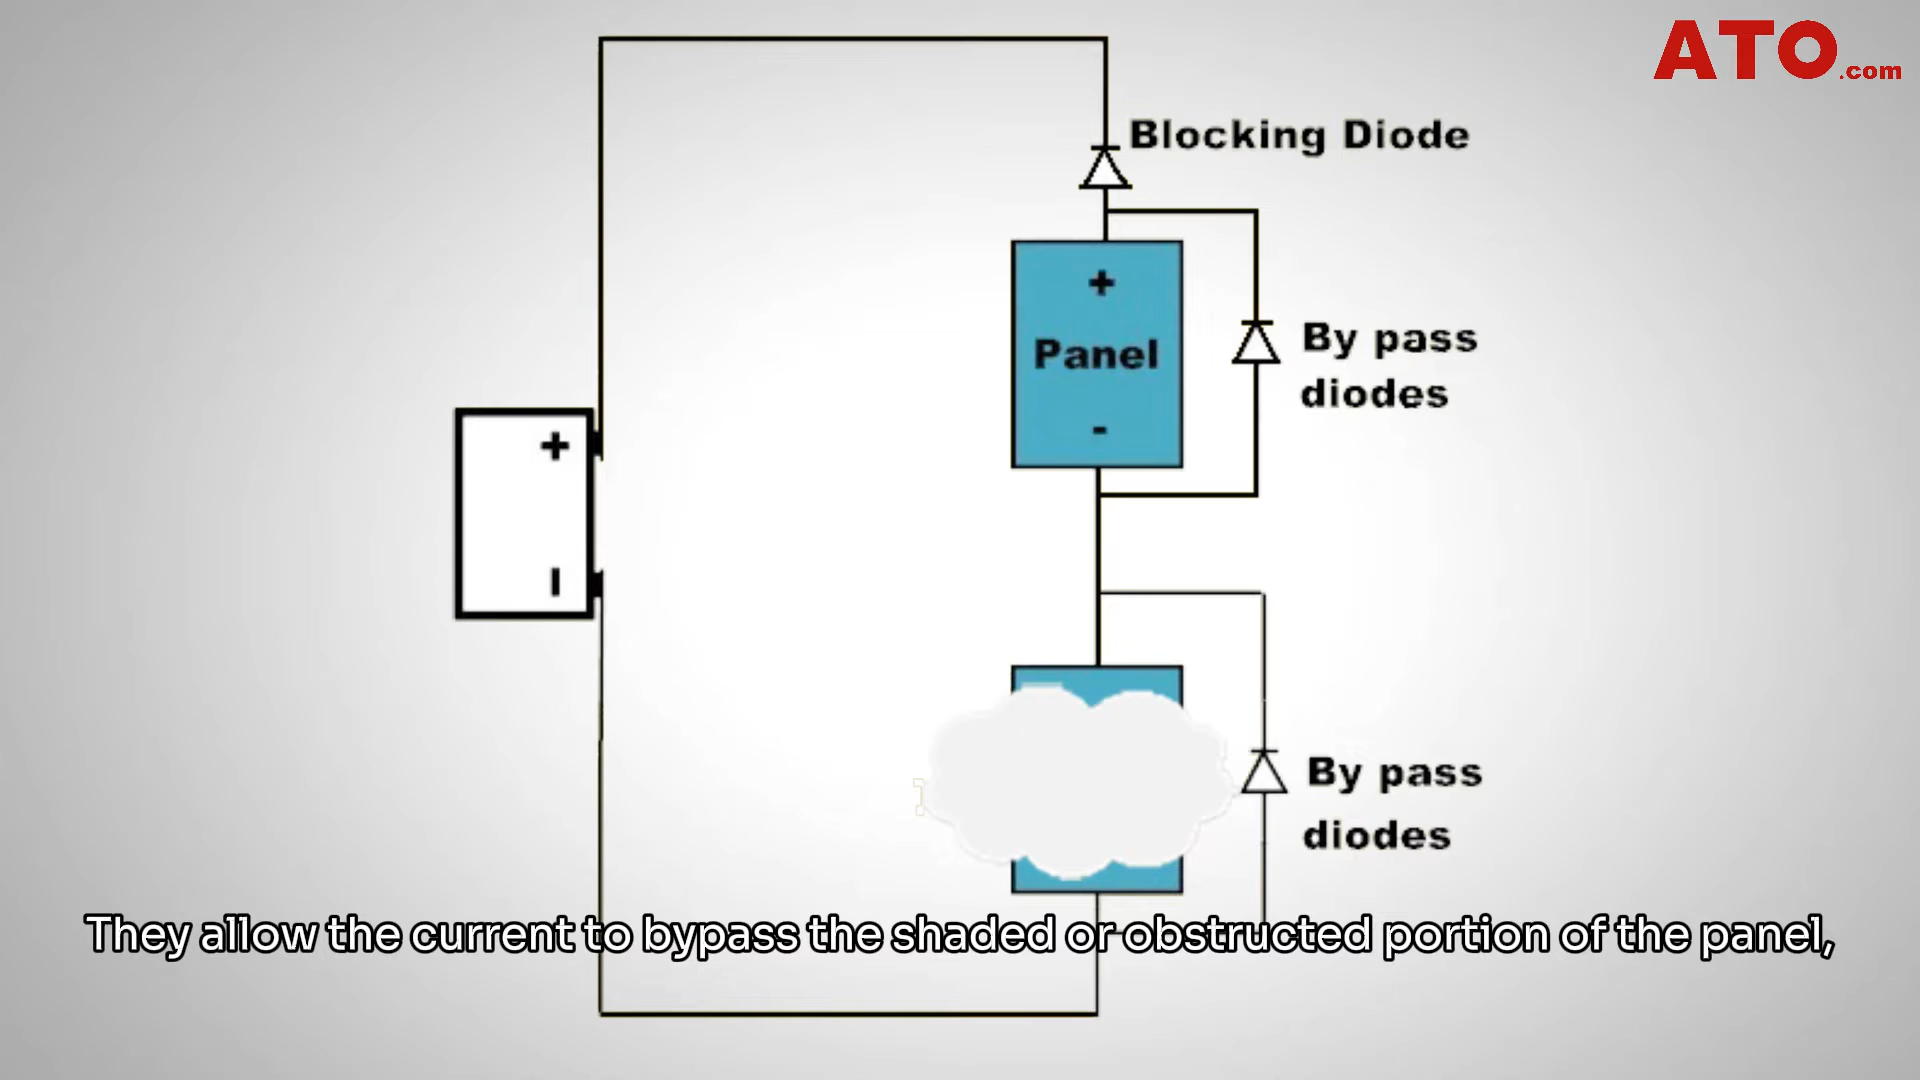 ATO.com
Blocking Diode
+
Panel
-
By pass
diodes
+
-
By pass
diodes
They allow the current to bypass the shaded or obstructed portion of the panel,